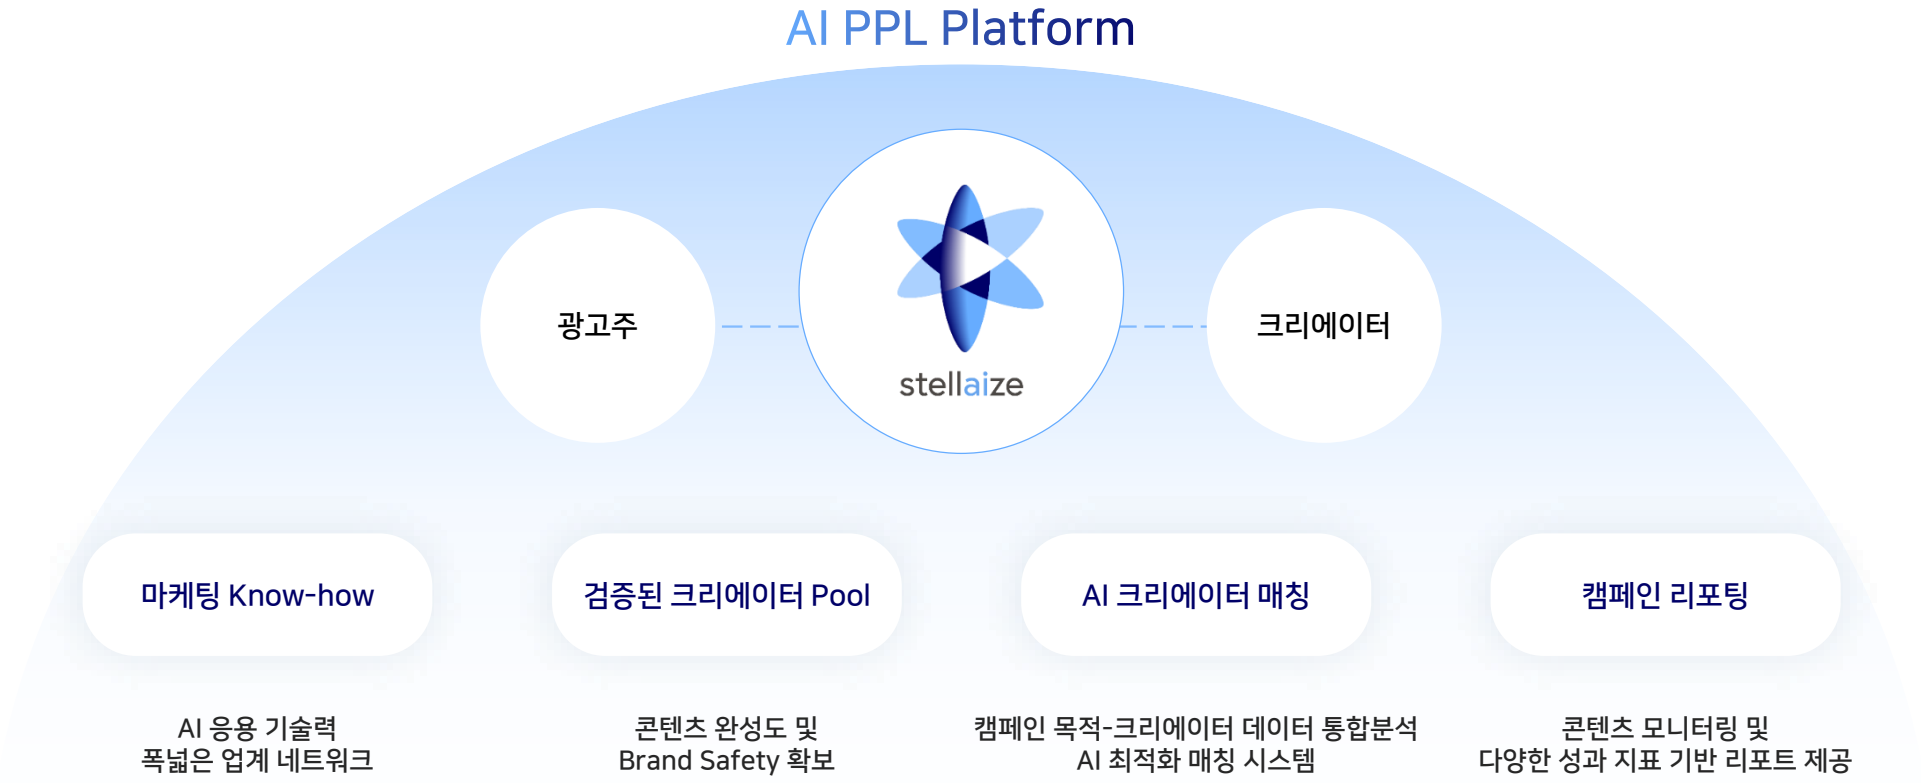 AI PPL Platform
광고주
stellaize
크리에이터
마케팅 Know-how
검증된 크리에이터 Pool
AI 크리에이터 매칭
캠페인 리포팅
AI 응용 기술력
폭넓은 업계 네트워크
콘텐츠 완성도 및
Brand Safety 확보
캠페인 목적-크리에이터 데이터 통합분석
AI 최적화 매칭 시스템
콘텐츠 모니터링 및
다양한 성과 지표 기반 리포트 제공